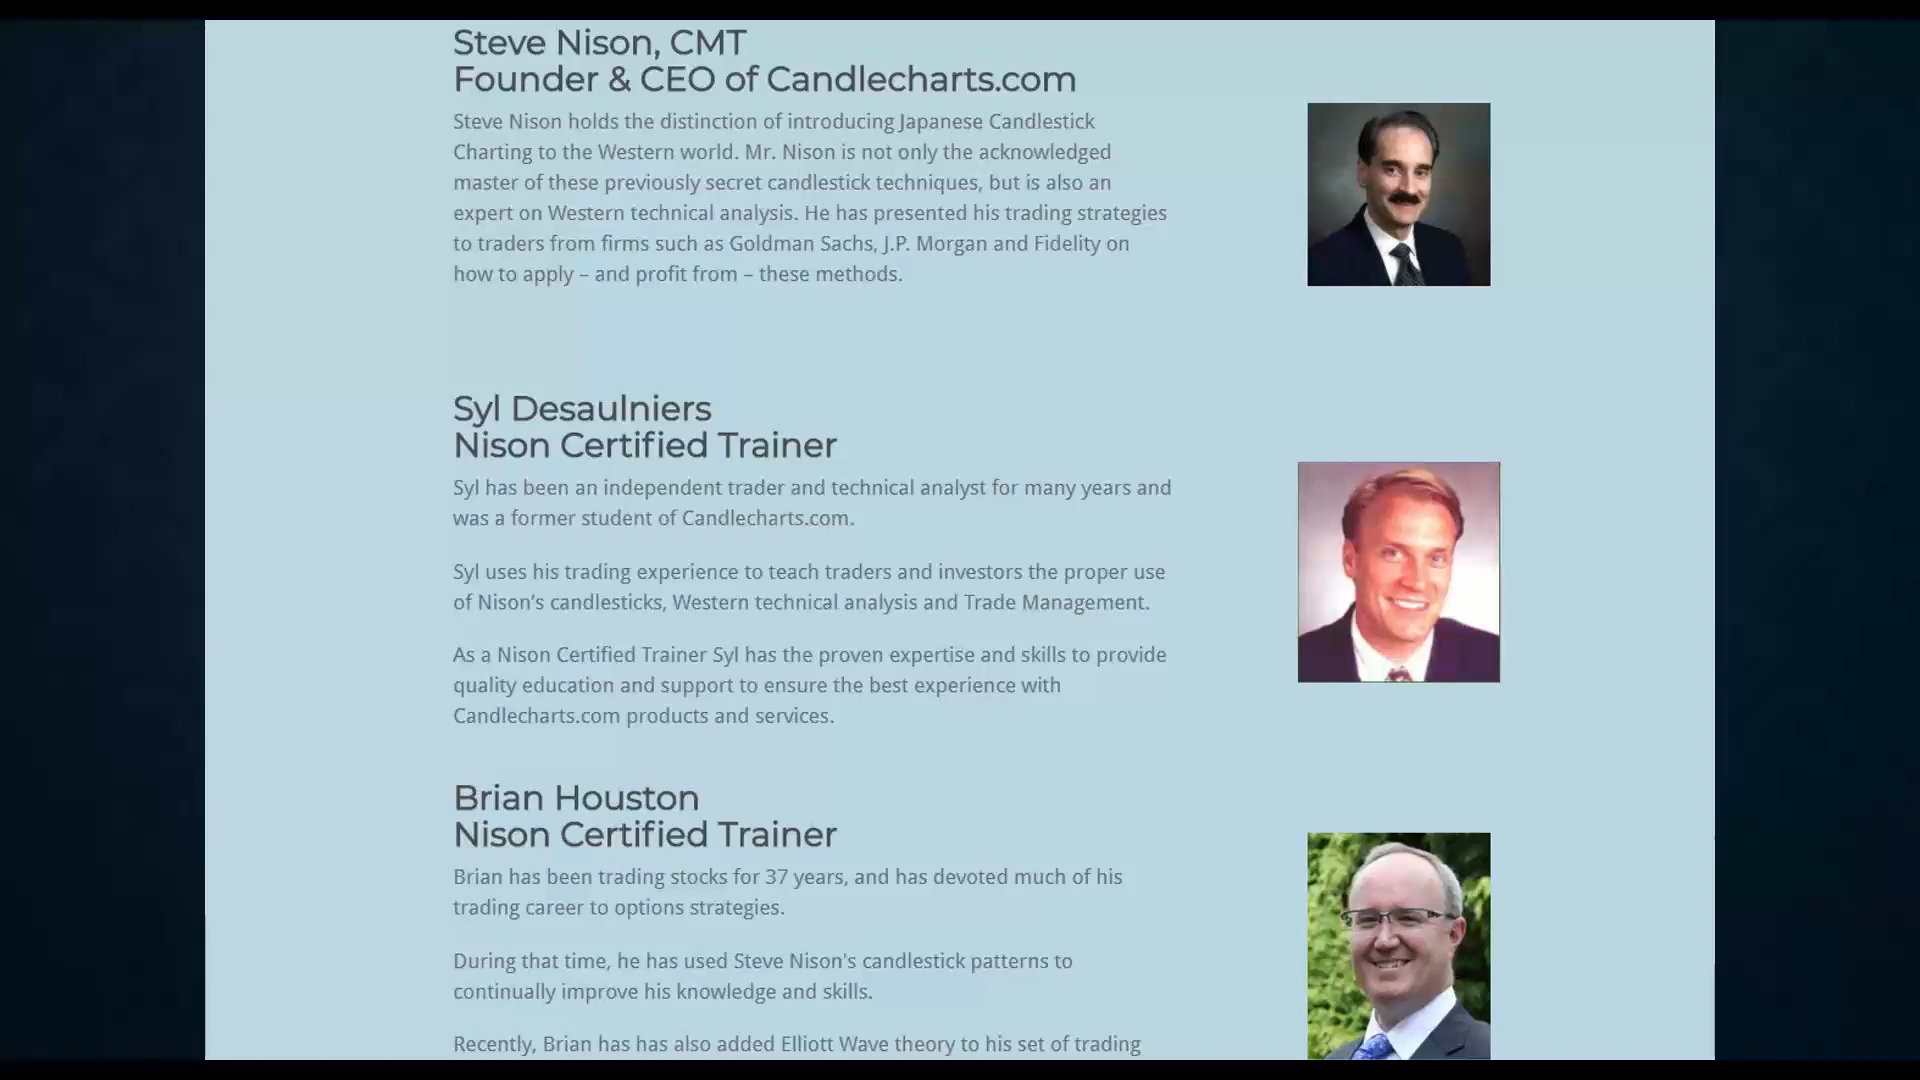 Steve Nison, CMT
Founder & CEO of Candlecharts.com
Steve Nison holds the distinction of introducing Japanese Candlestick
Charting to the Western world. Mr. Nison is not only the acknowledged
master of these previously secret candlestick techniques, but is also an
expert on Western technical analysis. He has presented his trading strategies
to traders from firms such as Goldman Sachs, J.P. Morgan and Fidelity on
how to apply – and profit from – these methods.
Syl Desaulniers
Nison Certified Trainer
Syl has been an independent trader and technical analyst for many years and
was a former student of Candlecharts.com.
Syl uses his trading experience to teach traders and investors the proper use
of Nison’s candlesticks, Western technical analysis and Trade Management.
As a Nison Certified Trainer Syl has the proven expertise and skills to provide
quality education and support to ensure the best experience with
Candlecharts.com products and services.
Brian Houston
Nison Certified Trainer
Brian has been trading stocks for 37 years, and has devoted much of his
trading career to options strategies.
During that time, he has used Steve Nison's candlestick patterns to
continually improve his knowledge and skills.
Recently, Brian has has also added Elliott Wave theory to his set of trading